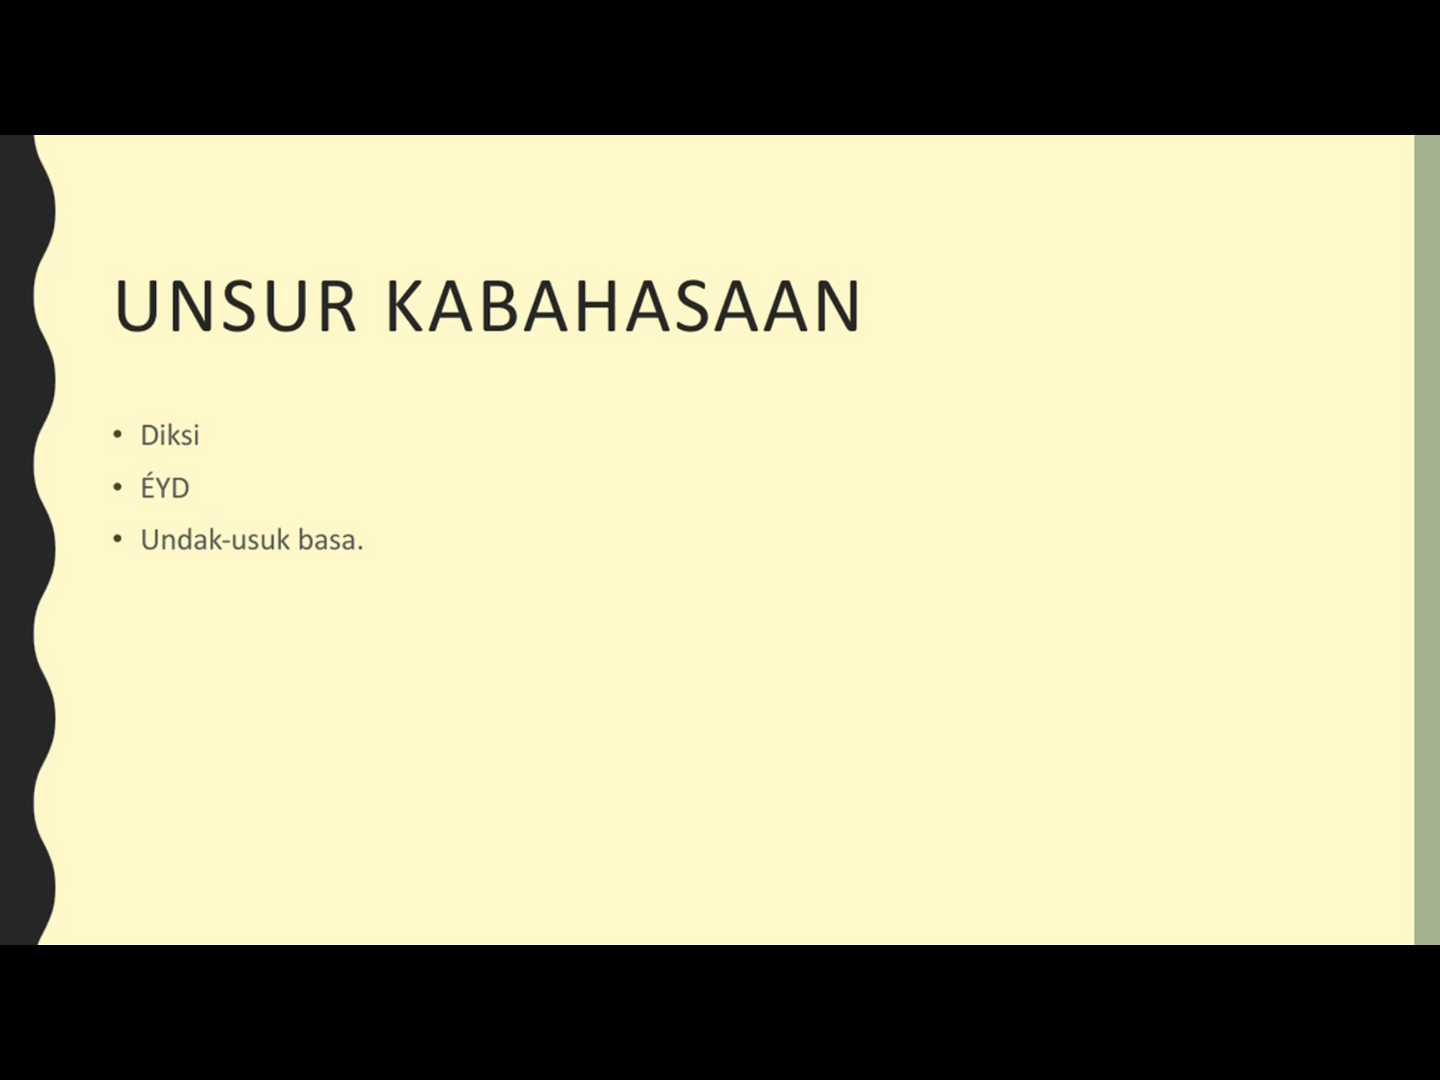 UNSUR KABAHASAAN
• Diksi
• ÉYD
• Undak-usuk basa.